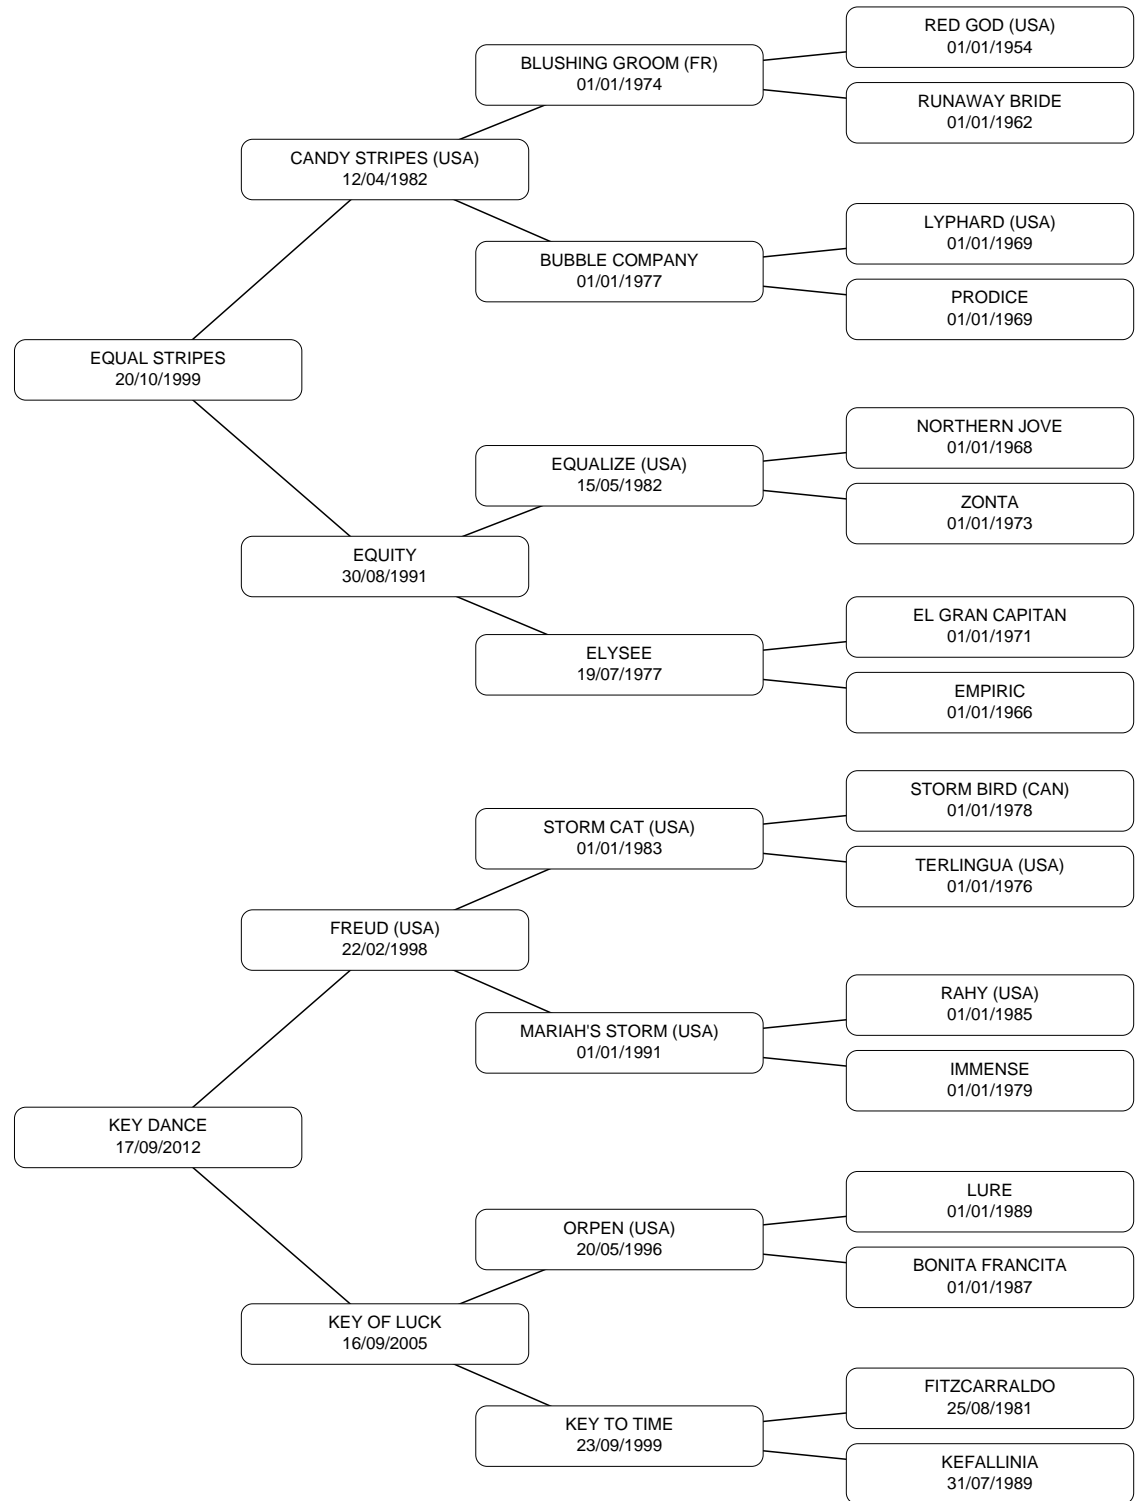 RED GOD (USA)
01/01/1954
BLUSHING GROOM (FR)
01/01/1974
RUNAWAY BRIDE
01/01/1962
CANDY STRIPES (USA)
12/04/1982
LYPHARD (USA)
01/01/1969
BUBBLE COMPANY
01/01/1977
PRODICE
01/01/1969
EQUAL STRIPES
20/10/1999
NORTHERN JOVE
01/01/1968
EQUALIZE (USA)
15/05/1982
ZONTA
01/01/1973
EQUITY
30/08/1991
EL GRAN CAPITAN
01/01/1971
ELYSEE
19/07/1977
EMPIRIC
01/01/1966
STORM BIRD (CAN)
01/01/1978
STORM CAT (USA)
01/01/1983
TERLINGUA (USA)
01/01/1976
FREUD (USA)
22/02/1998
RAHY (USA)
01/01/1985
MARIAH'S STORM (USA)
01/01/1991
IMMENSE
01/01/1979
KEY DANCE
17/09/2012
LURE
01/01/1989
ORPEN (USA)
20/05/1996
BONITA FRANCITA
01/01/1987
KEY OF LUCK
16/09/2005
FITZCARRALDO
25/08/1981
KEY TO TIME
23/09/1999
KEFALLINIA
31/07/1989